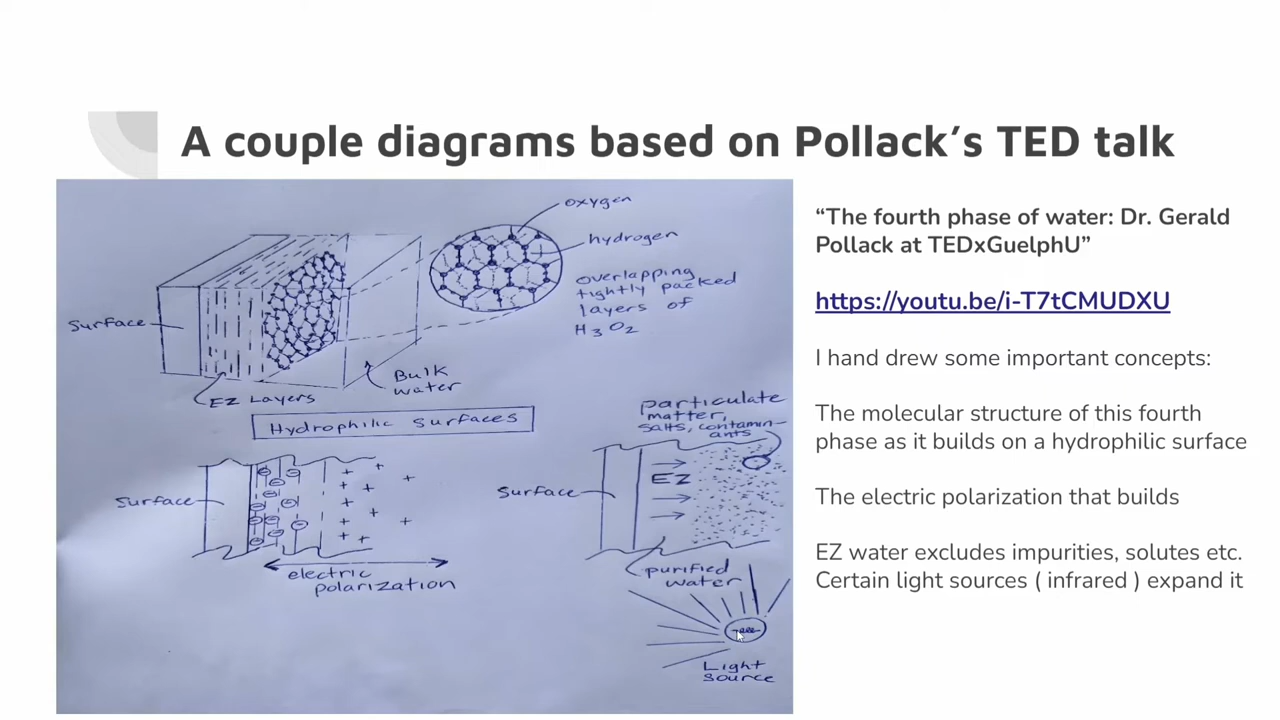 A couple diagrams based on Pollack’s TED talk
oxygen
hydrogen
overlapping
tightly packed
layers of
H3O2
Surface
EZ Layers
Bulk
water
Hydrophilic Surfaces
Surface
electric
polarization
particulate
matter,
salts, contamin-
ants
Surface
EZ
purified
water
Light
source
“The fourth phase of water: Dr. Gerald
Pollack at TEDxGuelphU”
https://youtu.be/i-T7tCMUDXU
I hand drew some important concepts:
The molecular structure of this fourth
phase as it builds on a hydrophilic surface
The electric polarization that builds
EZ water excludes impurities, solutes etc.
Certain light sources ( infrared ) expand it